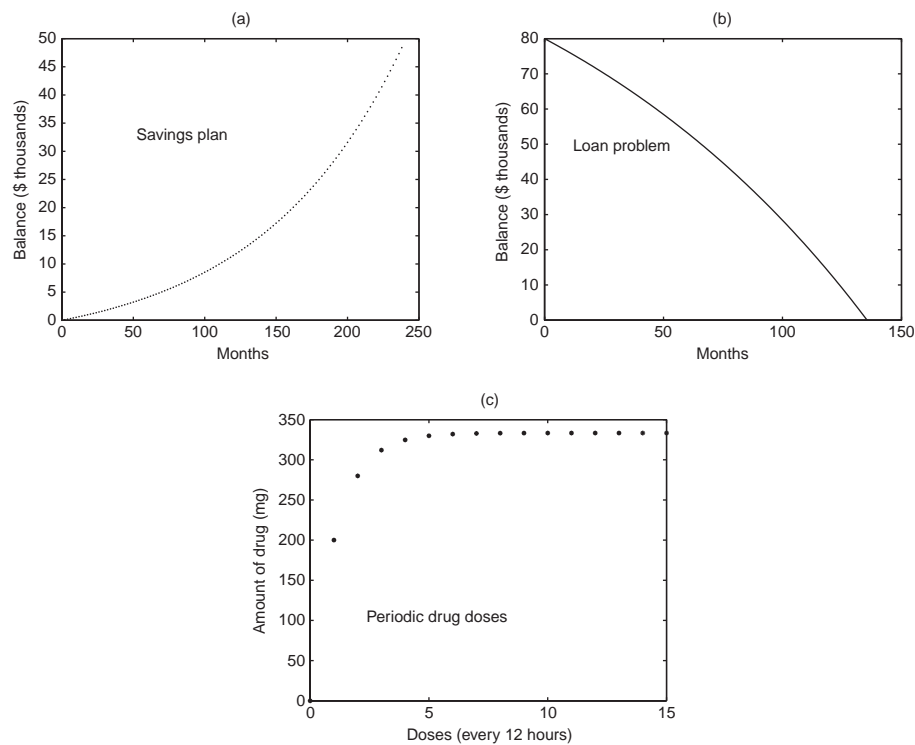 (a)
50
45
40
35
30
25
20
15
10
5
0
Balance ($ thousands)
Savings plan
0 50 100 150 200 250
Months
(b)
80
70
60
50
40
30
20
10
0
Balance ($ thousands)
Loan problem
0 50 100 150
Months
(c)
350
300
250
200
150
100
50
0
Amount of drug (mg)
Periodic drug doses
0 5 10 15
Doses (every 12 hours)